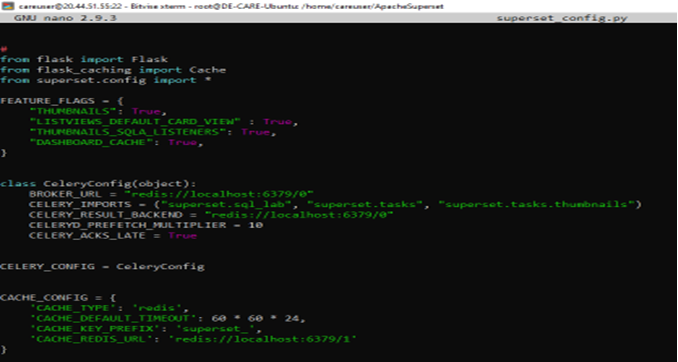 careuser@20.44.51.55:22 - Bitvise xterm - root@DE-CARE-Ubuntu: /home/careuser/ApacheSuperset
GNU nano 2.9.3 superset_config.py
#
from flask import Flask
from flask_caching import Cache
from superset.config import *
FEATURE_FLAGS = {
"THUMBNAILS": True,
"LISTVIEWS_DEFAULT_CARD_VIEW" : True,
"THUMBNAILS_SQLA_LISTENERS": True,
"DASHBOARD_CACHE": True,
}
class CeleryConfig(object):
BROKER_URL = "redis://localhost:6379/0"
CELERY_IMPORTS = ("superset.sql_lab", "superset.tasks", "superset.tasks.thumbnails")
CELERY_RESULT_BACKEND = "redis://localhost:6379/0"
CELERYD_PREFETCH_MULTIPLIER = 10
CELERY_ACKS_LATE = True
CELERY_CONFIG = CeleryConfig
CACHE_CONFIG = {
'CACHE_TYPE': 'redis',
'CACHE_DEFAULT_TIMEOUT': 60 * 60 * 24,
'CACHE_KEY_PREFIX': 'superset_',
'CACHE_REDIS_URL': 'redis://localhost:6379/1'
}